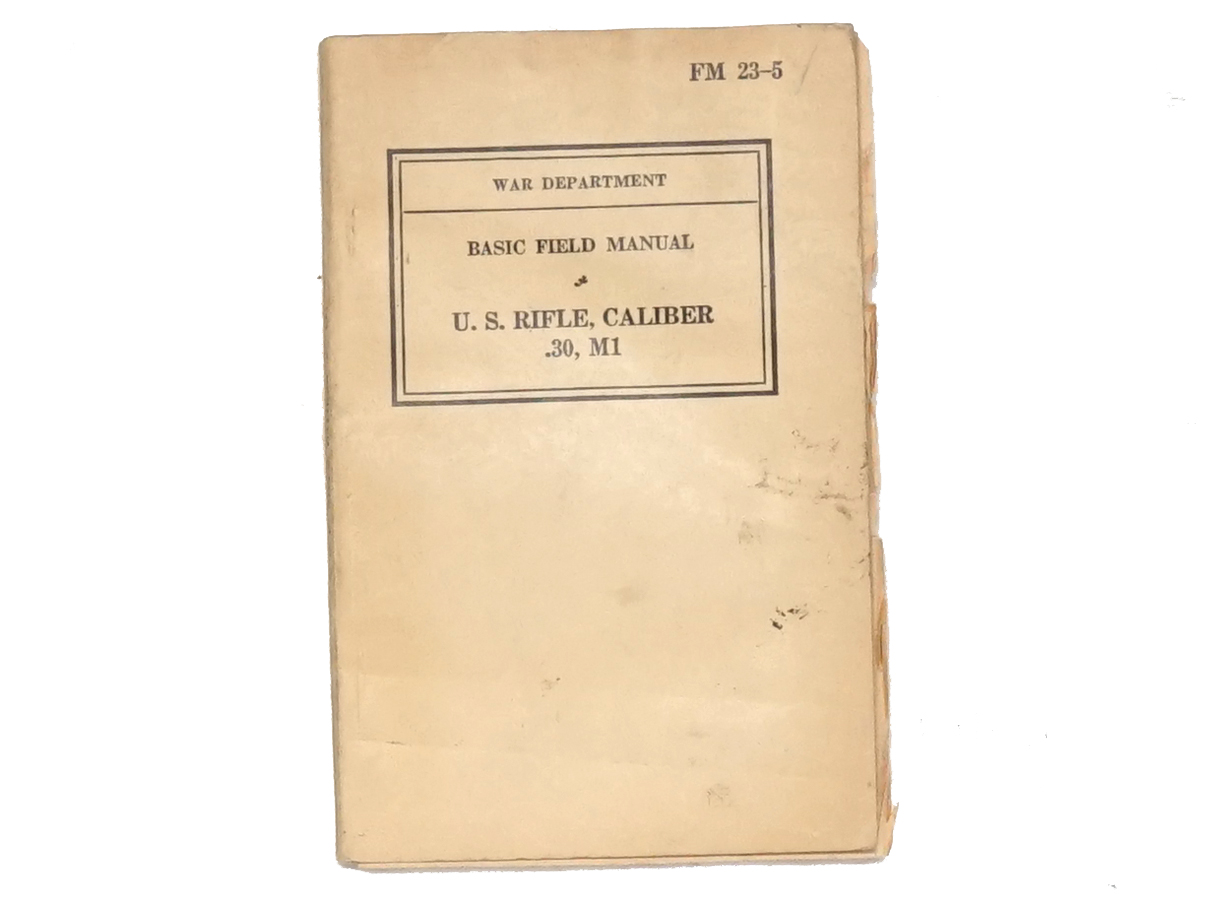 FM 23–5
WAR DEPARTMENT
BASIC FIELD MANUAL
U. S. RIFLE, CALIBER
.30, M1